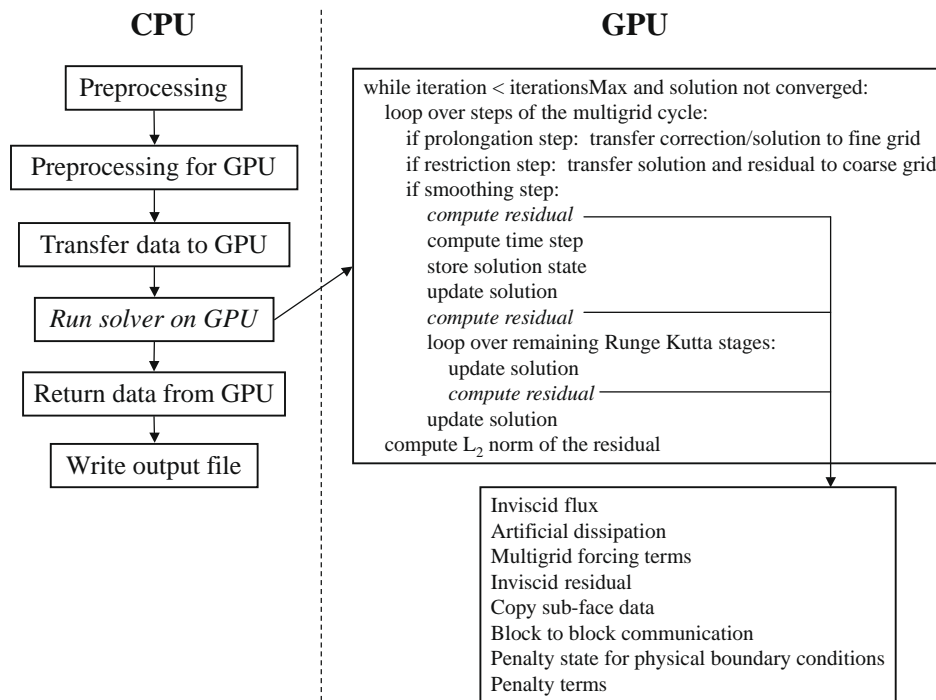 CPU
GPU
Preprocessing
Preprocessing for GPU
Transfer data to GPU
Run solver on GPU
Return data from GPU
Write output file
while iteration < iterationsMax and solution not converged:
loop over steps of the multigrid cycle:
if prolongation step: transfer correction/solution to fine grid
if restriction step: transfer solution and residual to coarse grid
if smoothing step:
compute residual
compute time step
store solution state
update solution
compute residual
loop over remaining Runge Kutta stages:
update solution
compute residual
update solution
compute L₂ norm of the residual
Inviscid flux
Artificial dissipation
Multigrid forcing terms
Inviscid residual
Copy sub-face data
Block to block communication
Penalty state for physical boundary conditions
Penalty terms